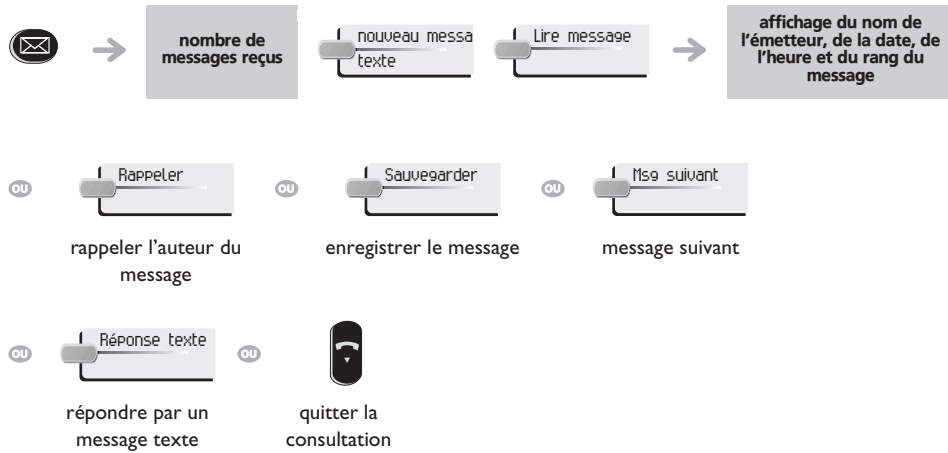 nombre de
messages reçus
nouveau messa
texte
Lire message
affichage du nom de
l'émetteur, de la date, de
l'heure et du rang du
message
OU
Rappeler
OU
Sauvegarder
OU
Msg suivant
rappeler l'auteur du
message
enregistrer le message
message suivant
OU
Réponse texte
OU
répondre par un
message texte
quitter la
consultation